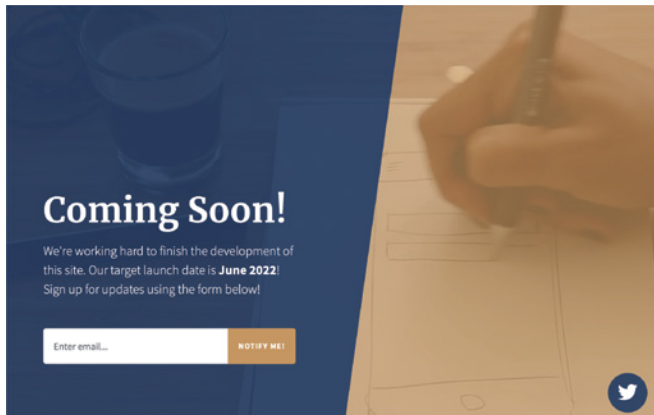 Coming Soon!
We're working hard to finish the development of
this site. Our target launch date is June 2022!
Sign up for updates using the form below!
Enter email...
NOTIFY ME!